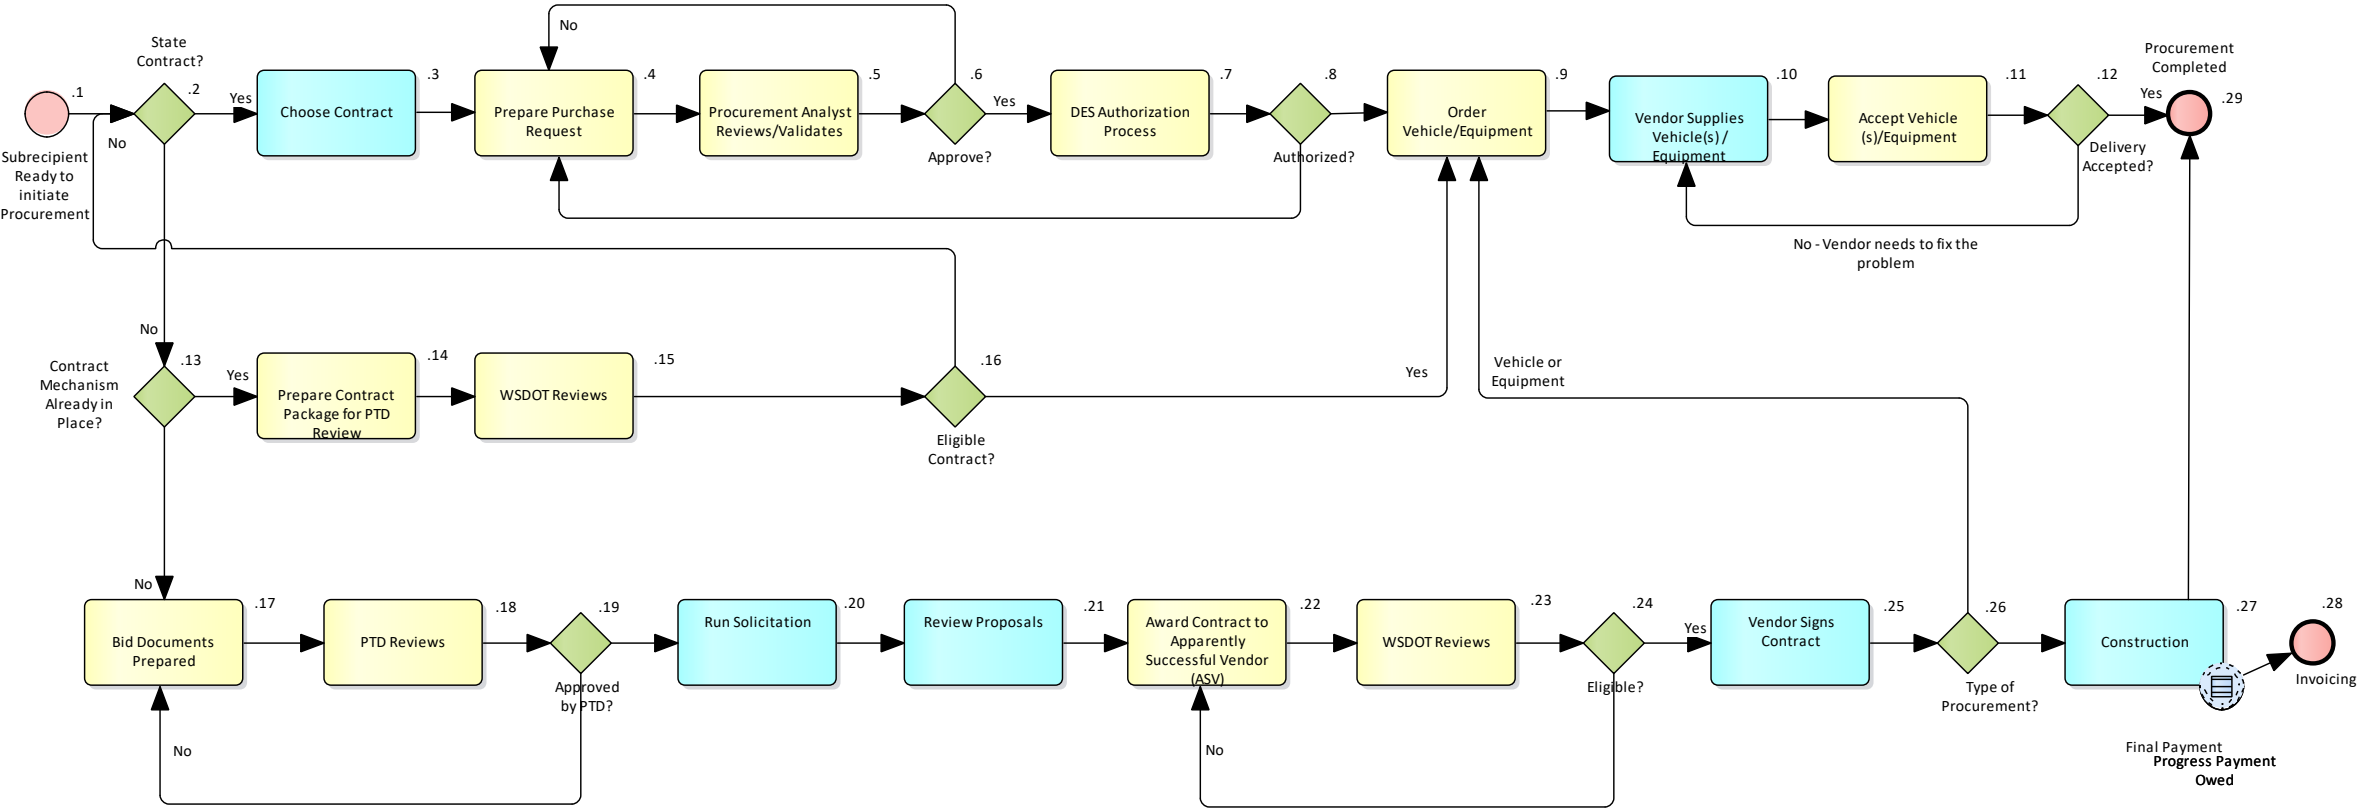 State
Contract?
.1
.2
Yes
No
Subrecipient
Ready to
initiate
Procurement
Choose Contract
.3
No
Prepare Purchase
Request
.4
Procurement Analyst
Reviews/Validates
.5
.6
Yes
Approve?
DES Authorization
Process
.7
.8
Authorized?
Order
Vehicle/Equipment
.9
Vendor Supplies
Vehicle(s) /
Equipment
.10
Accept Vehicle
(s)/Equipment
.11
.12
Delivery
Accepted?
Yes
Procurement
Completed
.29
No - Vendor needs to fix the
problem
No
Contract
Mechanism
Already in
Place?
.13
Yes
Prepare Contract
Package for PTD
Review
.14
WSDOT Reviews
.15
.16
Eligible
Contract?
Yes
Vehicle or
Equipment
No
Bid Documents
Prepared
.17
PTD Reviews
.18
.19
Approved
by PTD?
No
Run Solicitation
.20
Review Proposals
.21
Award Contract to
Apparently
Successful Vendor
(ASV)
.22
WSDOT Reviews
.23
.24
Eligible?
No
Yes
Vendor Signs
Contract
.25
.26
Type of
Procurement?
Construction
.27
.28
Invoicing
Final Payment
Progress Payment
Owed